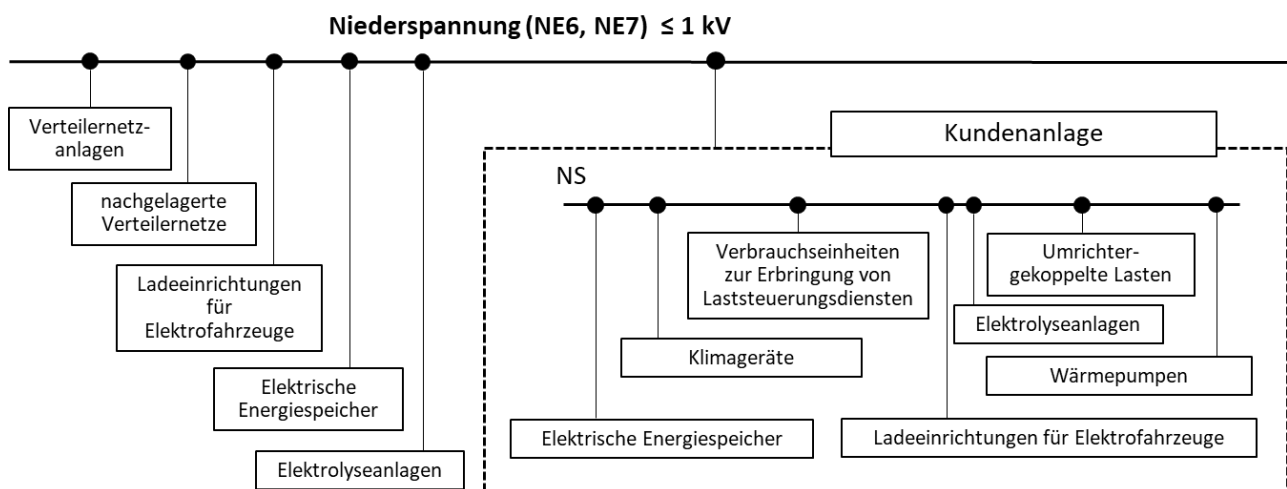 Niederspannung (NE6, NE7) ≤ 1 kV
Verteilernetz-
anlagen
nachgelagerte
Verteilernetze
Ladeeinrichtungen
für
Elektrofahrzeuge
Elektrische
Energiespeicher
Elektrolyseanlagen
Kundenanlage
NS
Verbrauchseinheiten
zur Erbringung von
Laststeuerungsdiensten
Umrichter-
gekoppelte Lasten
Elektrolyseanlagen
Klimageräte
Wärmepumpen
Elektrische Energiespeicher
Ladeeinrichtungen für Elektrofahrzeuge